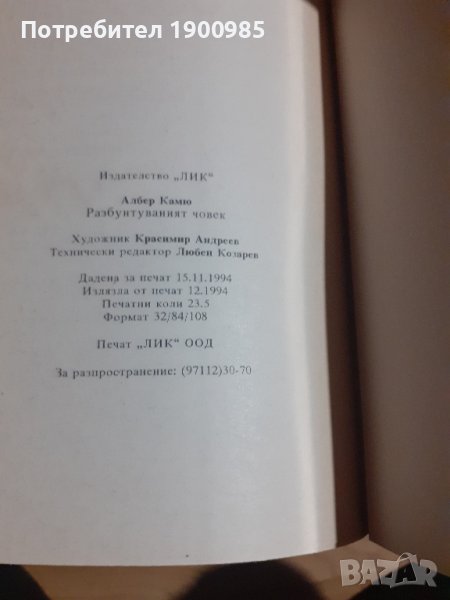 Потребител 1900985
Издателство „ЛИК“
Албер Камю
Разбунтуваният човек
Художник Красимир Андреев
Технически редактор Любен Козарев
Дадена за печат 15.11.1994
Излязла от печат 12.1994
Печатни коли 23.5
Формат 32/84/108
Печат „ЛИК“ ООД
За разпространение: (97112)30-70
BAZAR